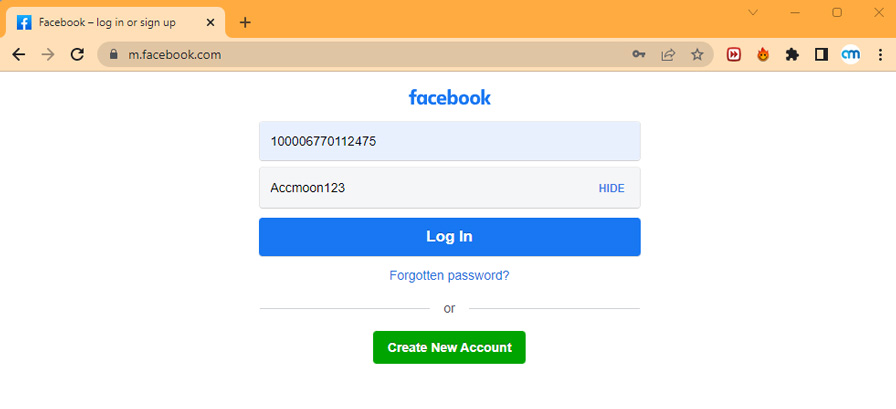 Facebook – log in or sign up
m.facebook.com
facebook
100006770112475
Accmoon123 HIDE
Log In
Forgotten password?
or
Create New Account